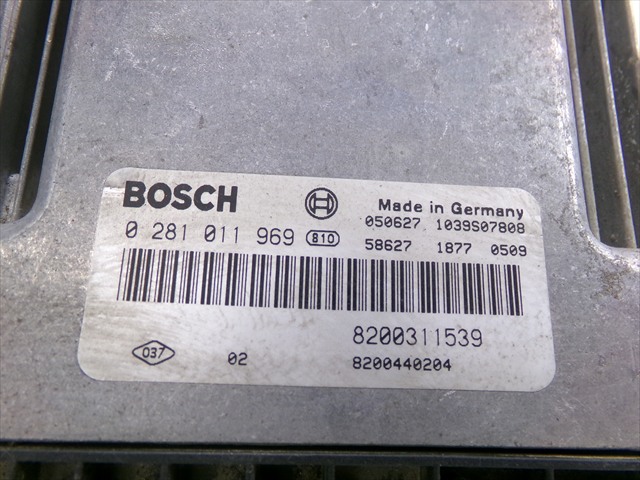 BOSCH Made in Germany
050627 1039S07808
0 281 011 969 810
58627 1877 0509
8200311539
037 02 8200440204